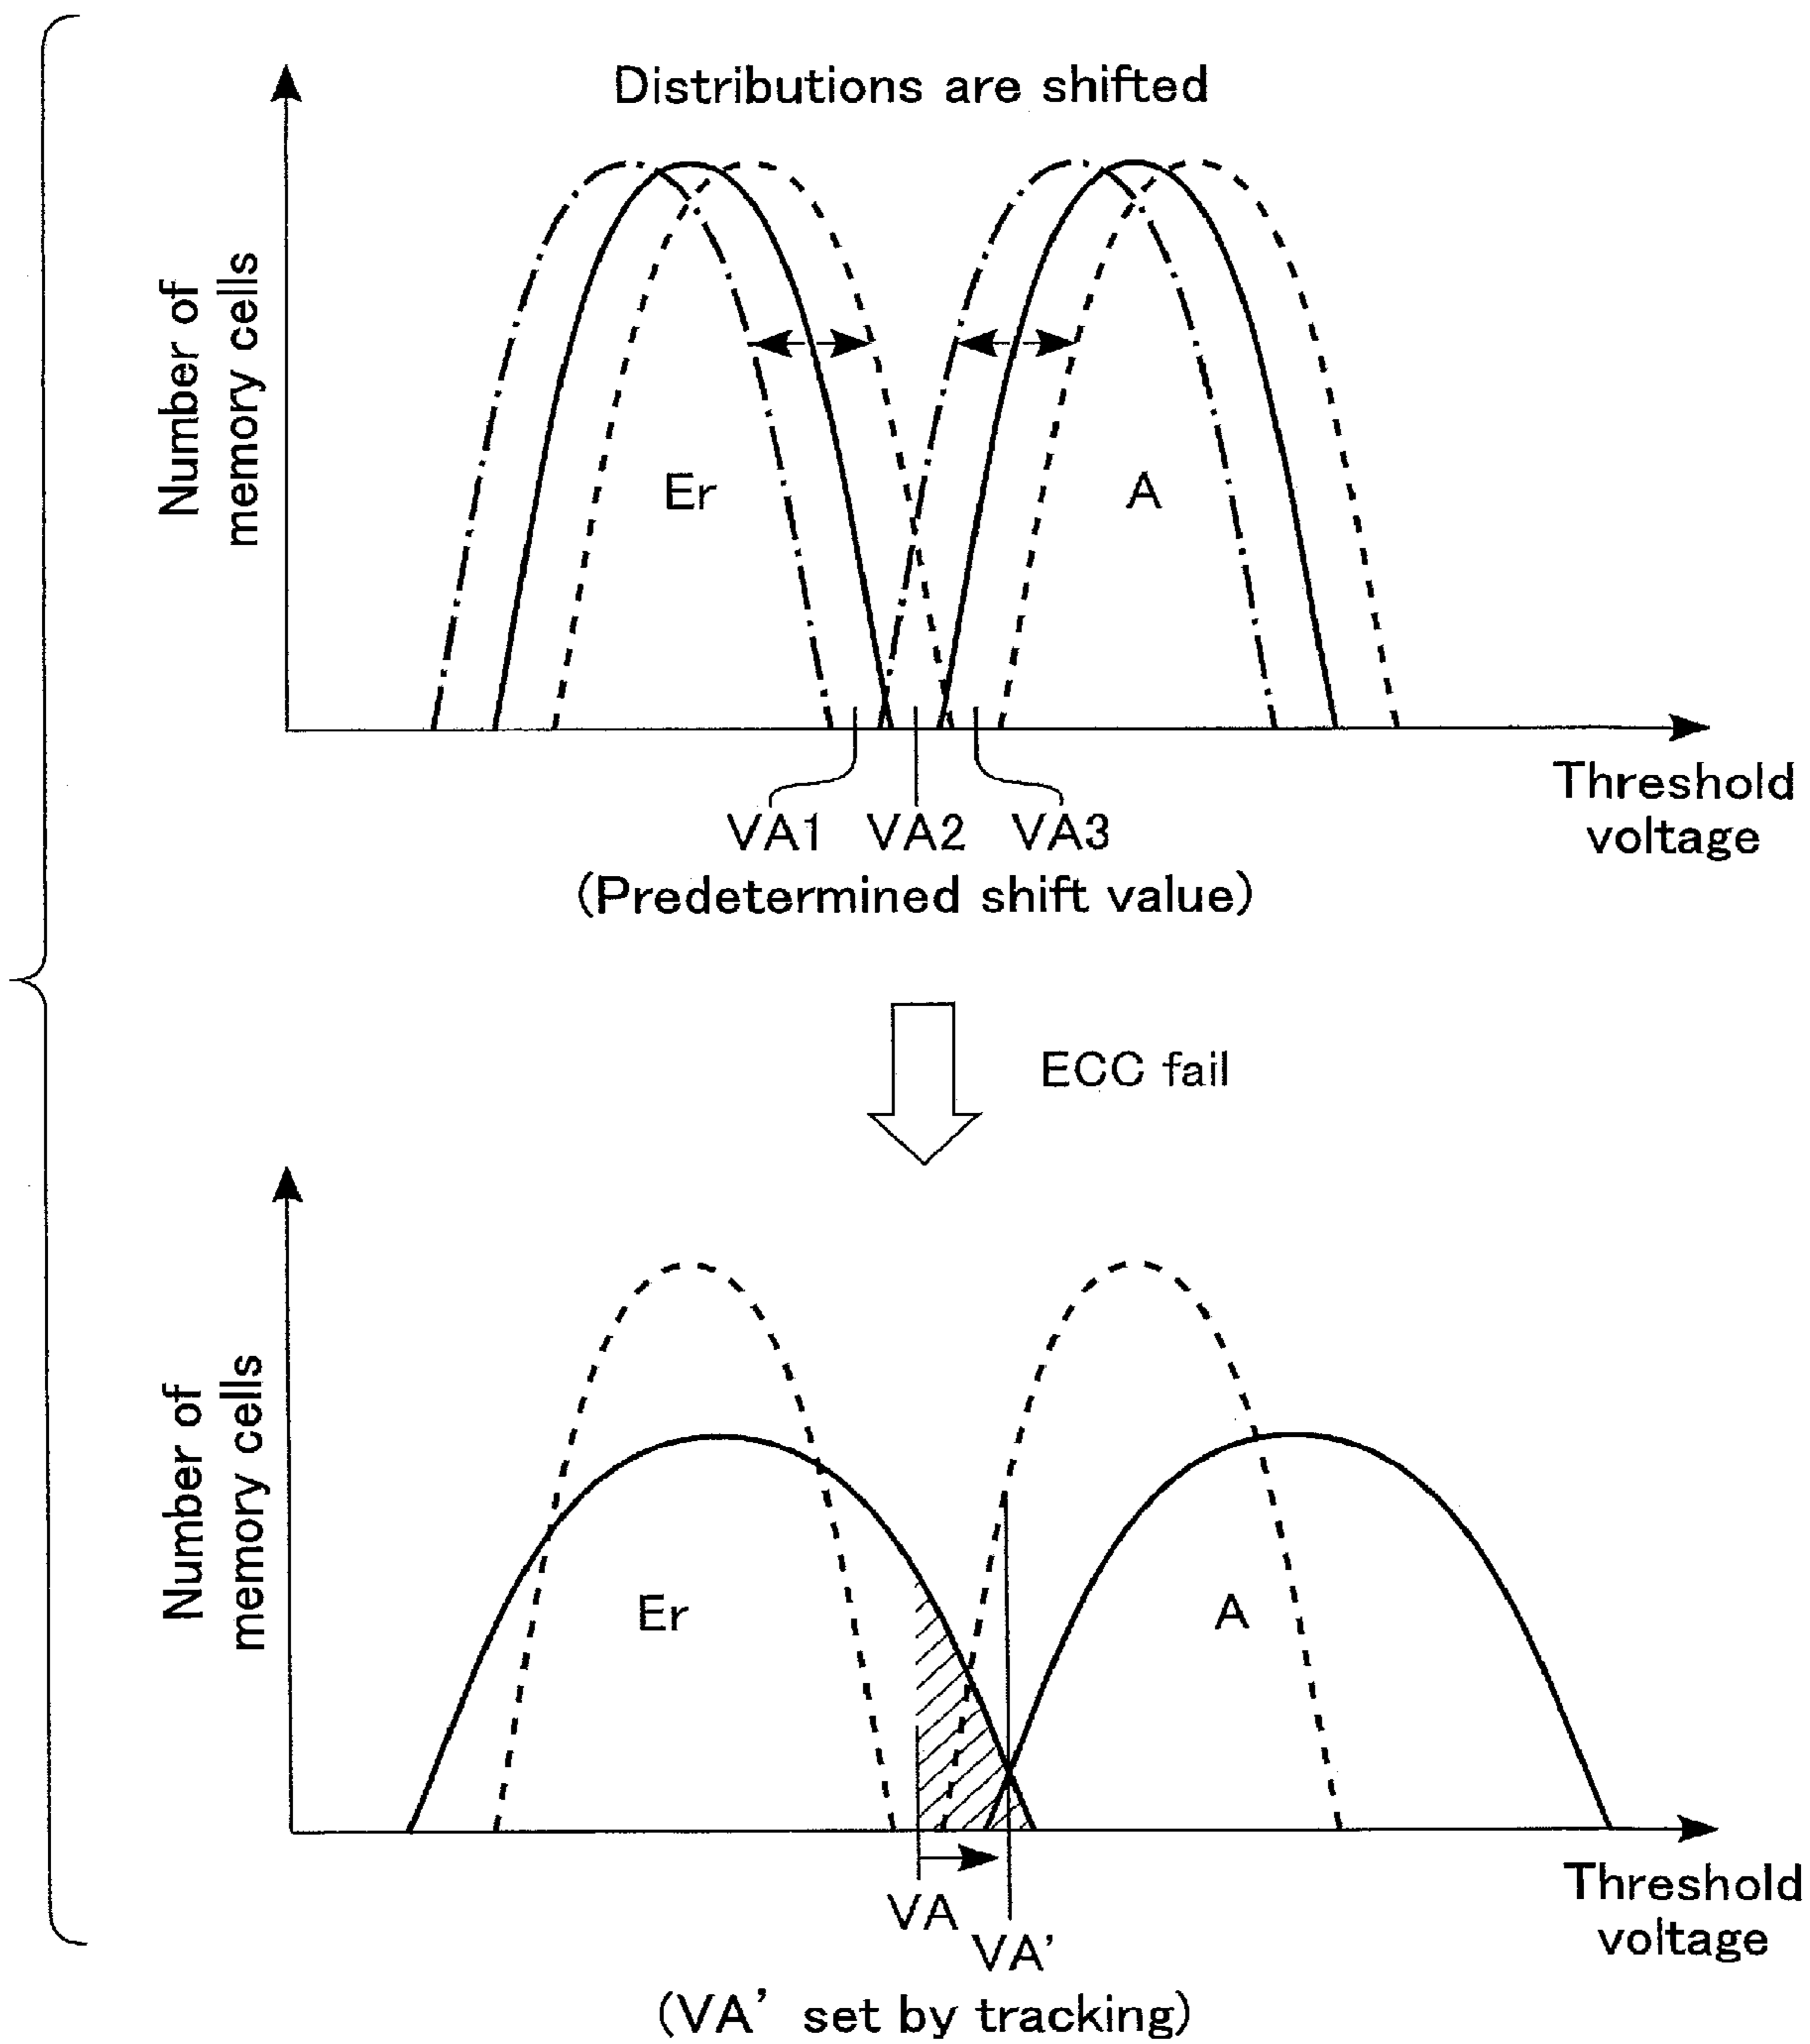 Distributions are shifted
Number of
memory cells
Er
A
Threshold
voltage
VA1 VA2 VA3
(Predetermined shift value)
ECC fail
Number of
memory cells
Er
A
Threshold
voltage
VA
VA'
(VA' set by tracking)